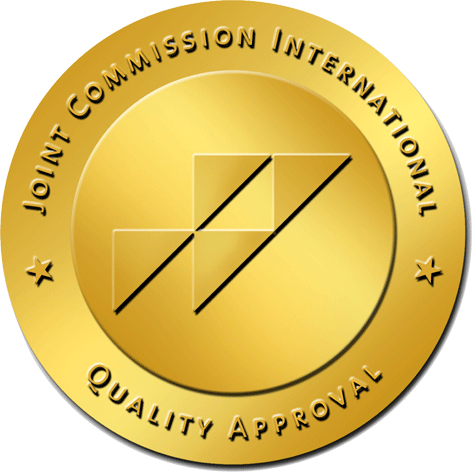 Joint Commission International
Quality Approval